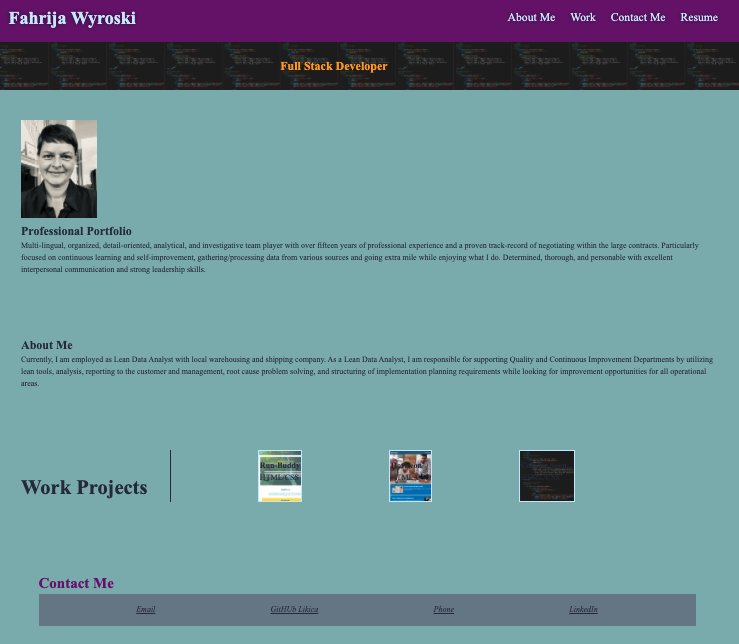 Fahrija Wyroski
About Me Work Contact Me Resume
Full Stack Developer
Professional Portfolio
Multi-lingual, organized, detail-oriented, analytical, and investigative team player with over fifteen years of professional experience and a proven track-record of negotiating within the large contracts. Particularly
focused on continuous learning and self-improvement, gathering/processing data from various sources and going extra mile while enjoying what I do. Determined, thorough, and personable with excellent
interpersonal communication and strong leadership skills.
About Me
Currently, I am employed as Lean Data Analyst with local warehousing and shipping company. As a Lean Data Analyst, I am responsible for supporting Quality and Continuous Improvement Departments by utilizing
lean tools, analysis, reporting to the customer and management, root cause problem solving, and structuring of implementation planning requirements while looking for improvement opportunities for all operational
areas.
Work Projects
Run-Buddy
HTML/CSS
Contact Me
Email GitHUb Likica Phone LinkedIn